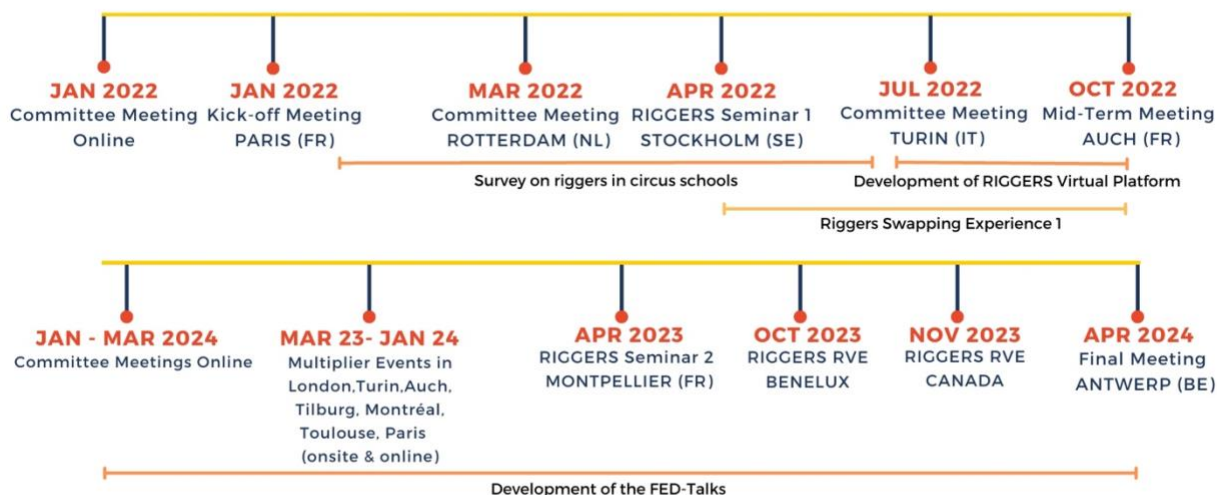 JAN 2022
Committee Meeting
Online
JAN 2022
Kick-off Meeting
PARIS (FR)
MAR 2022
Committee Meeting
ROTTERDAM (NL)
APR 2022
RIGGERS Seminar 1
STOCKHOLM (SE)
JUL 2022
Committee Meeting
TURIN (IT)
OCT 2022
Mid-Term Meeting
AUCH (FR)
Survey on riggers in circus schools
Development of RIGGERS Virtual Platform
Riggers Swapping Experience 1
JAN - MAR 2024
Committee Meetings Online
MAR 23- JAN 24
Multiplier Events in
London,Turin,Auch,
Tilburg, Montréal,
Toulouse, Paris
(onsite & online)
APR 2023
RIGGERS Seminar 2
MONTPELLIER (FR)
OCT 2023
RIGGERS RVE
BENELUX
NOV 2023
RIGGERS RVE
CANADA
APR 2024
Final Meeting
ANTWERP (BE)
Development of the FED-Talks